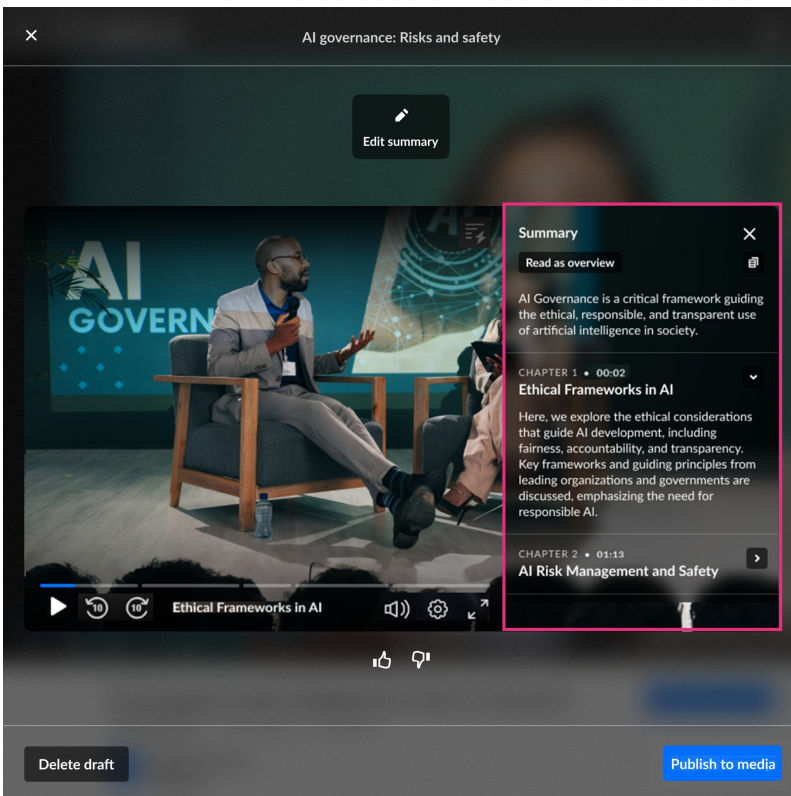 AI governance: Risks and safety
Edit summary
AI
GOVERN
Summary
Read as overview
AI Governance is a critical framework guiding
the ethical, responsible, and transparent use
of artificial intelligence in society.
CHAPTER 1 • 00:02
Ethical Frameworks in AI
Here, we explore the ethical considerations
that guide AI development, including
fairness, accountability, and transparency.
Key frameworks and guiding principles from
leading organizations and governments are
discussed, emphasizing the need for
responsible AI.
CHAPTER 2 • 01:13
AI Risk Management and Safety
10
10
Ethical Frameworks in AI
Delete draft
Publish to media